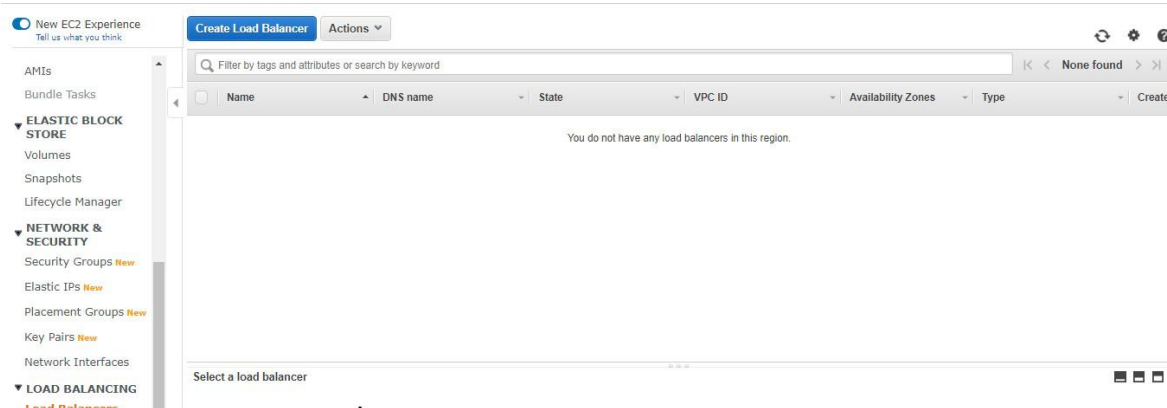 New EC2 Experience
Tell us what you think
AMIs
Bundle Tasks
ELASTIC BLOCK
STORE
Volumes
Snapshots
Lifecycle Manager
NETWORK &
SECURITY
Security Groups New
Elastic IPs New
Placement Groups New
Key Pairs New
Network Interfaces
LOAD BALANCING
Load Balancers
Create Load Balancer Actions
Filter by tags and attributes or search by keyword
None found
Name DNS name State VPC ID Availability Zones Type Create
You do not have any load balancers in this region.
Select a load balancer